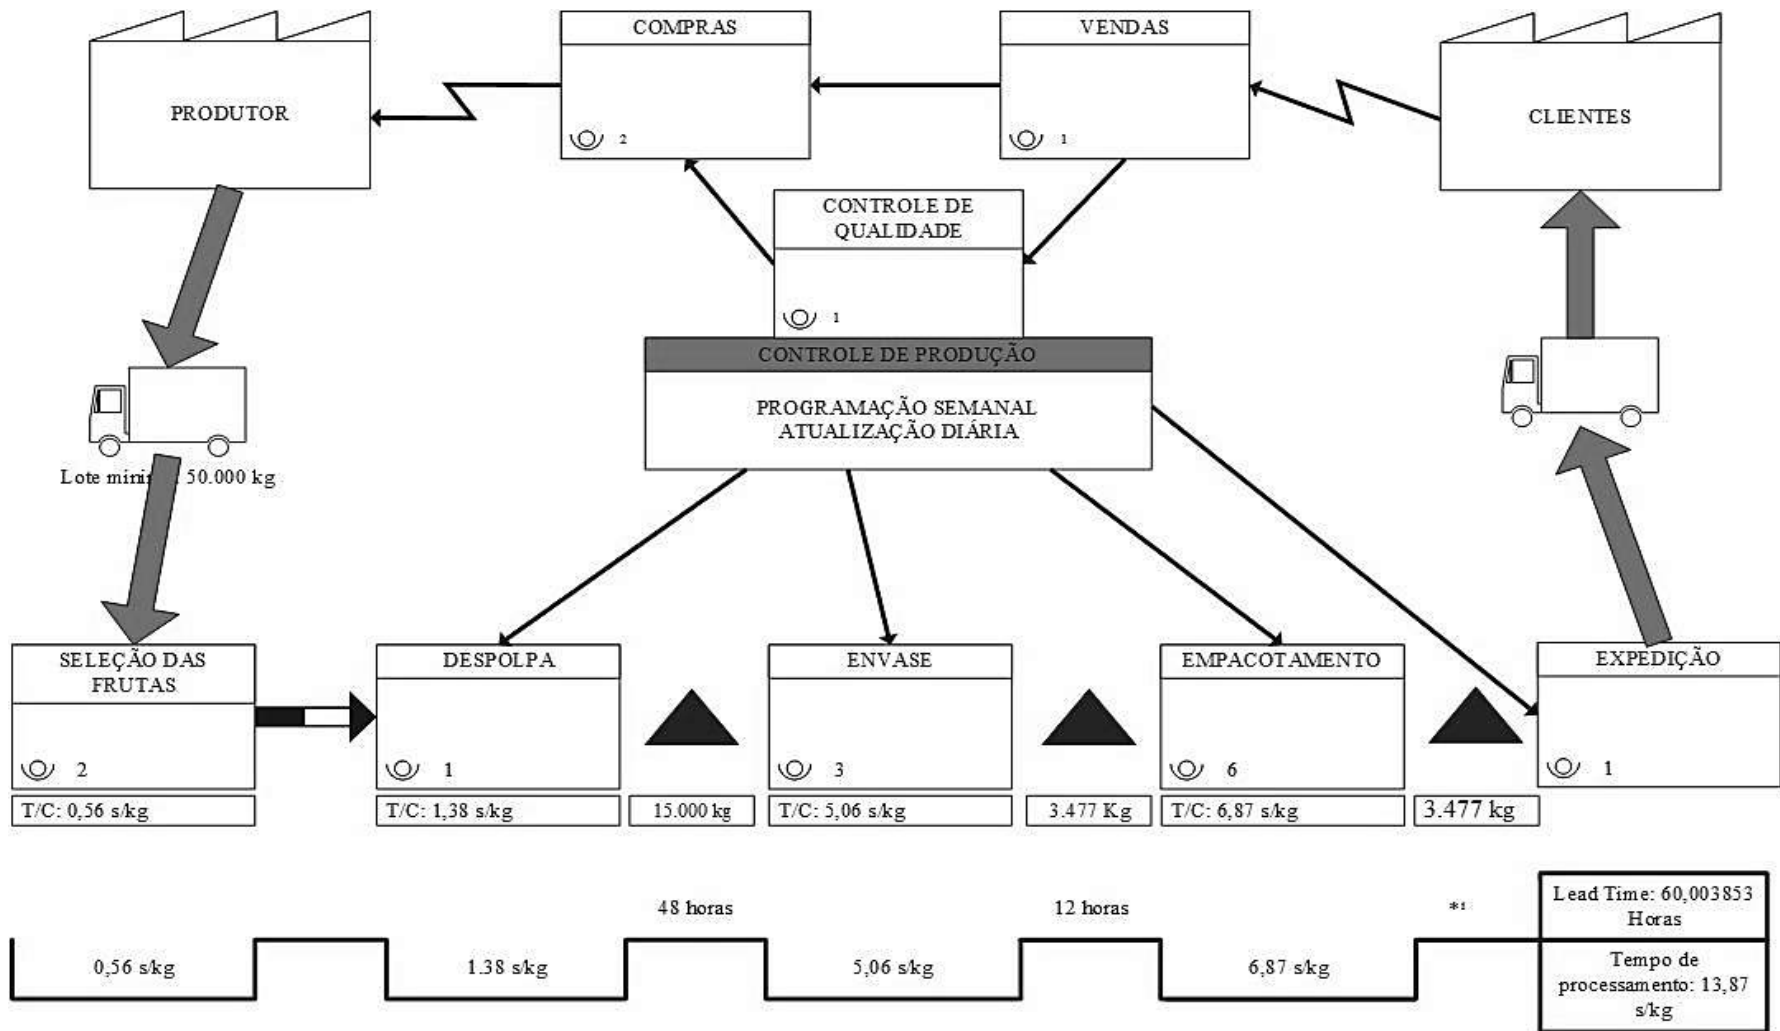 COMPRAS
VENDAS
PRODUTOR
CLIENTES
2
1
CONTROLE DE
QUALIDADE
1
CONTROLE DE PRODUÇÃO
PROGRAMAÇÃO SEMANAL
ATUALIZAÇÃO DIÁRIA
Lote 50.000 kg
SELEÇÃO DAS
FRUTAS
DESPOLPA
ENVASE
EMPACOTAMENTO
EXPEDIÇÃO
2
1
3
6
1
T/C: 0,56 s/kg
T/C: 1,38 s/kg
15.000 kg
T/C: 5,06 s/kg
3.477 Kg
T/C: 6,87 s/kg
3.477 kg
48 horas
12 horas
*¹
Lead Time: 60,003853
Horas
0,56 s/kg
1.38 s/kg
5,06 s/kg
6,87 s/kg
Tempo de
processamento: 13,87
s/kg